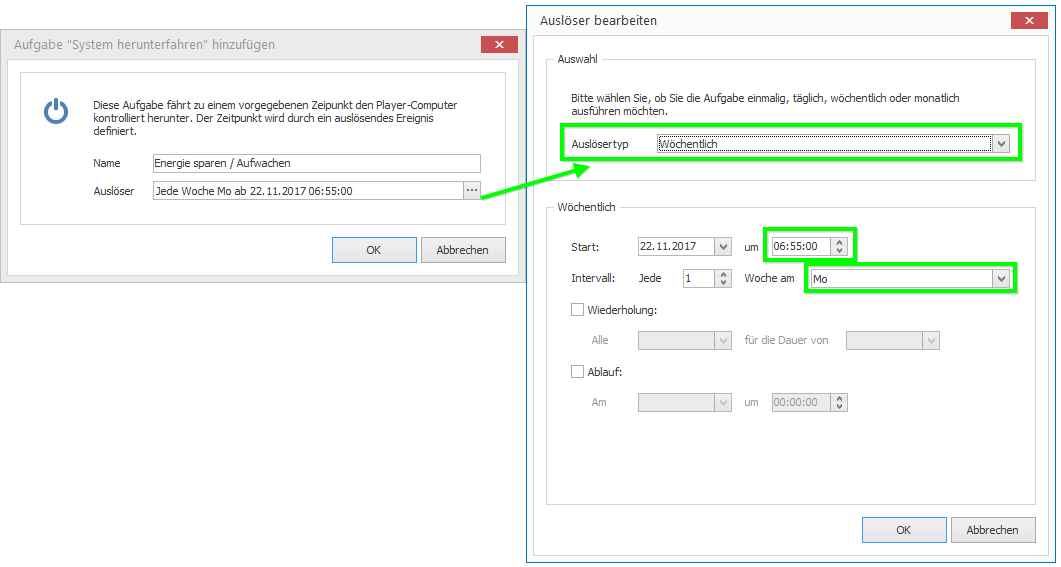 Aufgabe "System herunterfahren" hinzufügen
Diese Aufgabe fährt zu einem vorgegebenen Zeipunkt den Player-Computer
kontrolliert herunter. Der Zeitpunkt wird durch ein auslösendes Ereignis
definiert.
Name Energie sparen / Aufwachen
Auslöser Jede Woche Mo ab 22.11.2017 06:55:00 ...
OK Abbrechen
Auslöser bearbeiten
Auswahl
Bitte wählen Sie, ob Sie die Aufgabe einmalig, täglich, wöchentlich oder monatlich
ausführen möchten.
Auslösertyp Wöchentlich
Wöchentlich
Start: 22.11.2017 um 06:55:00
Intervall: Jede 1 Woche am Mo
Wiederholung:
Alle für die Dauer von
Ablauf:
Am um 00:00:00
OK Abbrechen